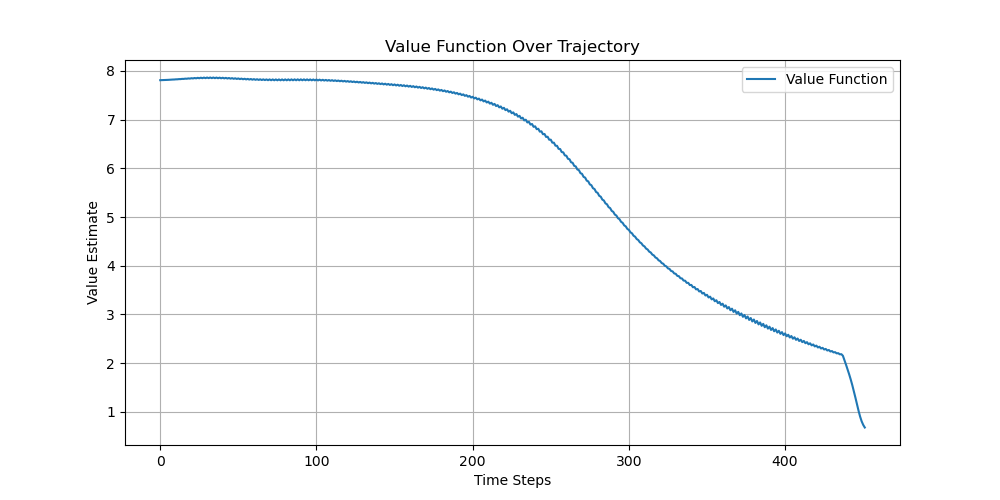 Value Function Over Trajectory
Value Function
Value Estimate
8
7
6
5
4
3
2
1
0 100 200 300 400
Time Steps